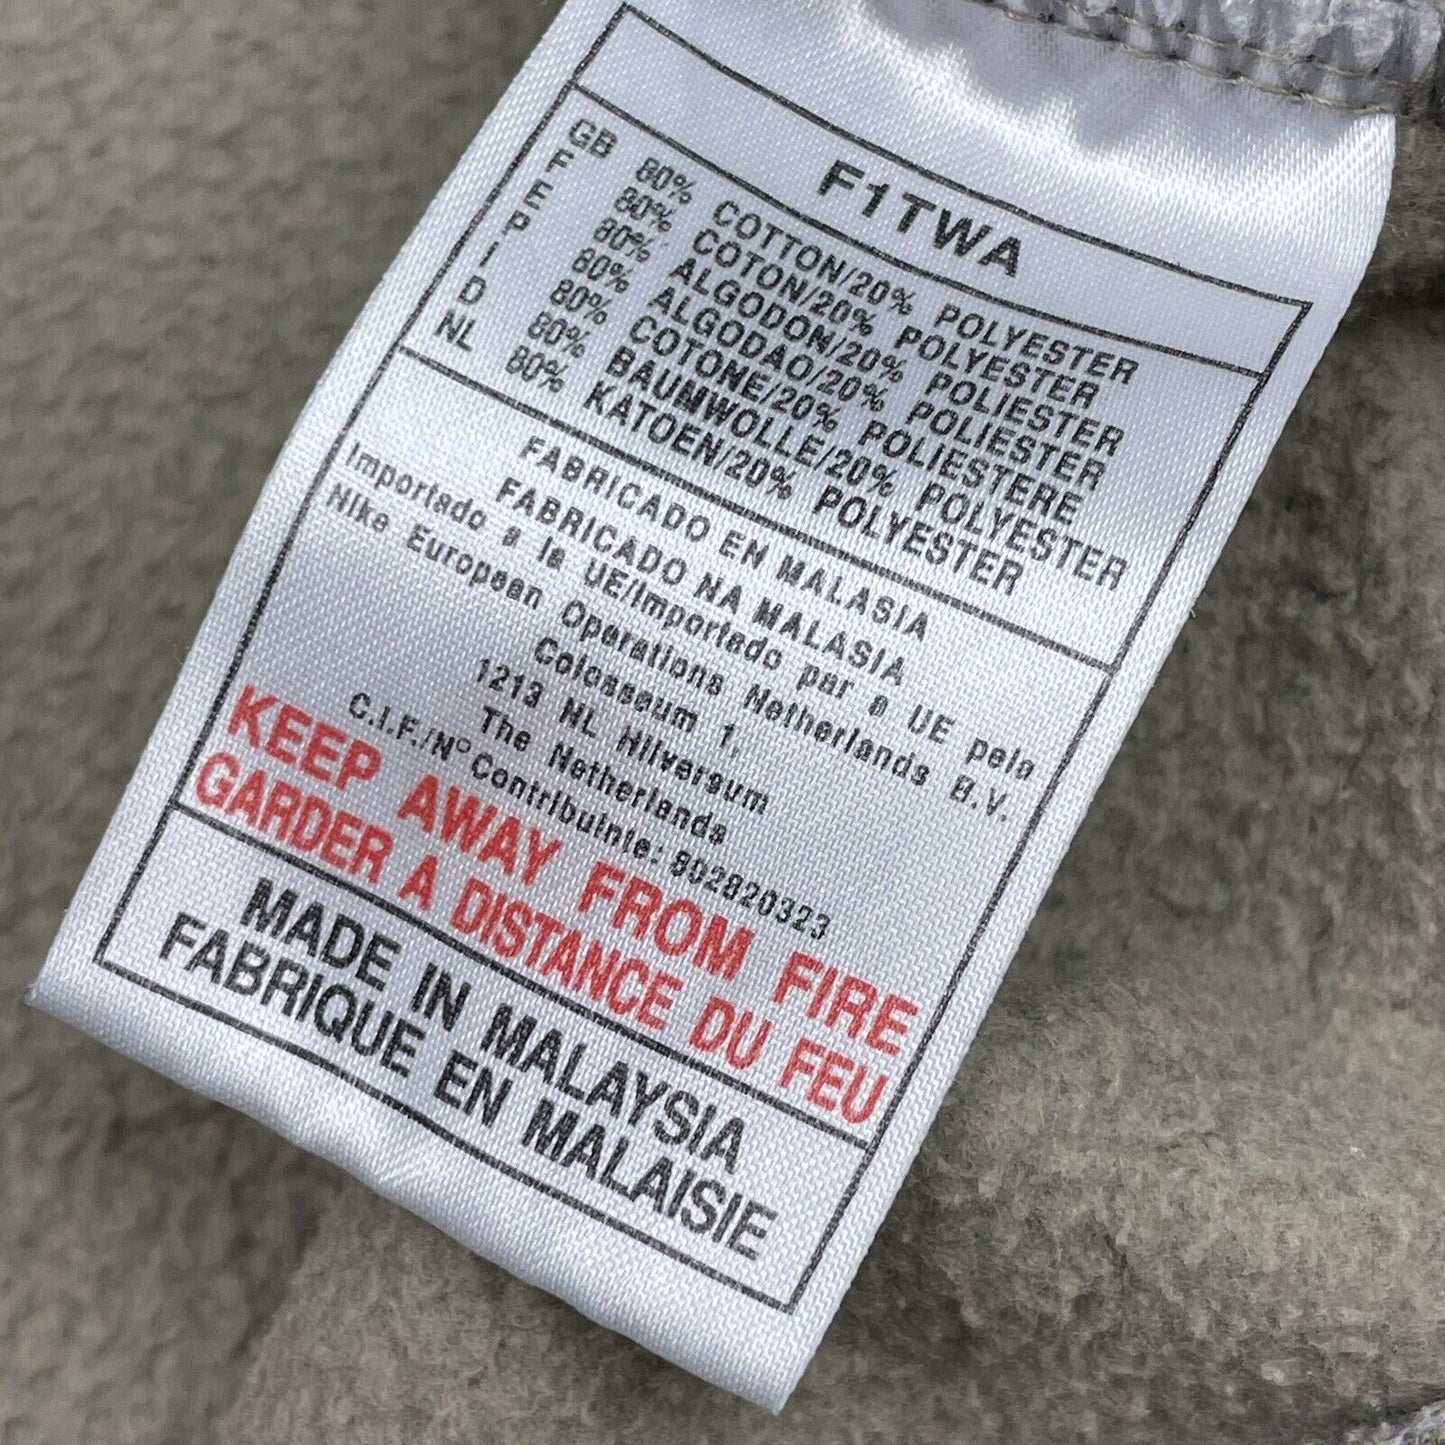 F1TWA
GB 80% COTTON/20% POLYESTER
F 80% COTON/20% POLYESTER
E 80% ALGODON/20% POLIESTER
P 80% ALGODAO/20% POLIESTER
I 80% COTONE/20% POLIESTERE
D 80% BAUMWOLLE/20% POLYESTER
NL 80% KATOEN/20% POLYESTER
FABRICADO EN MALASIA
FABRICADO NA MALASIA
Importado a la UE/Importado par a UE pelo
Nike European Operations Netherlands B.V.
Colosseum 1,
1213 NL Hilversum
The Netherlands
C.I.F./N° Contribuinte: 802820323
KEEP AWAY FROM FIRE
GARDER A DISTANCE DU FEU
MADE IN MALAYSIA
FABRIQUE EN MALAISIE